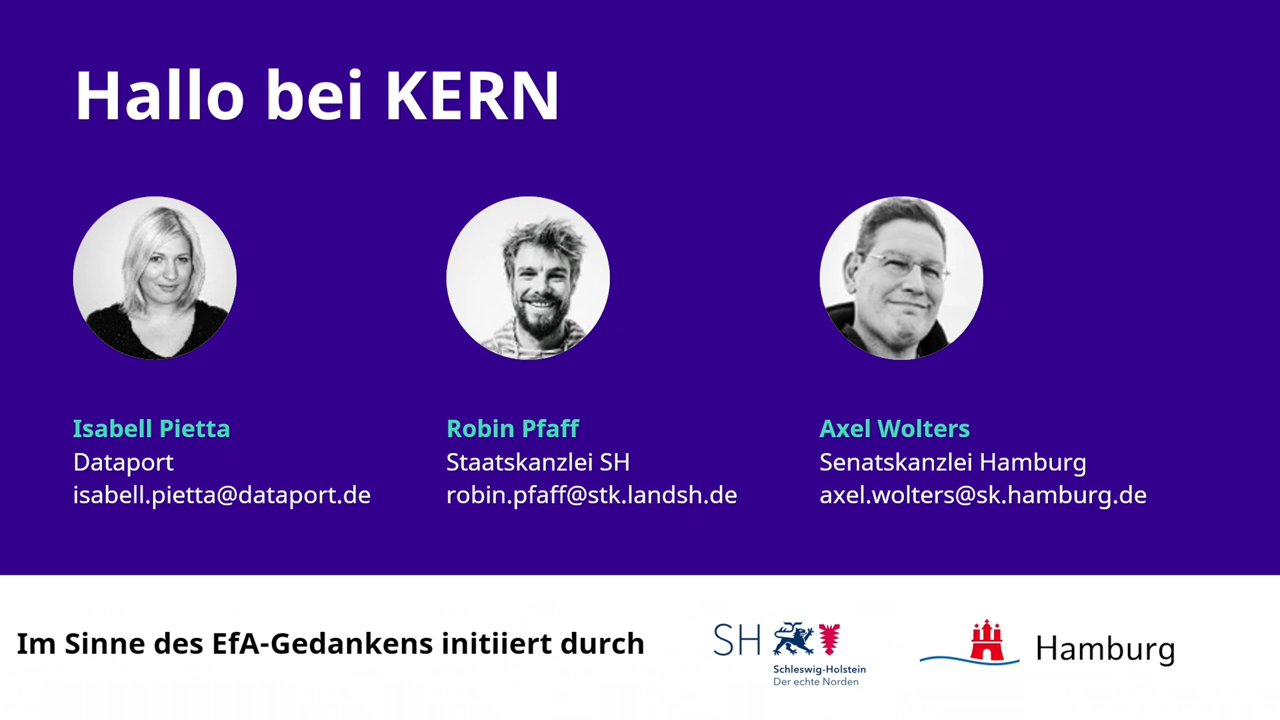 Hallo bei KERN
Isabell Pietta
Dataport
isabell.pietta@dataport.de
Robin Pfaff
Staatskanzlei SH
robin.pfaff@stk.landsh.de
Axel Wolters
Senatskanzlei Hamburg
axel.wolters@sk.hamburg.de
Im Sinne des EfA-Gedankens initiiert durch
SH
Schleswig-Holstein
Der echte Norden
Hamburg